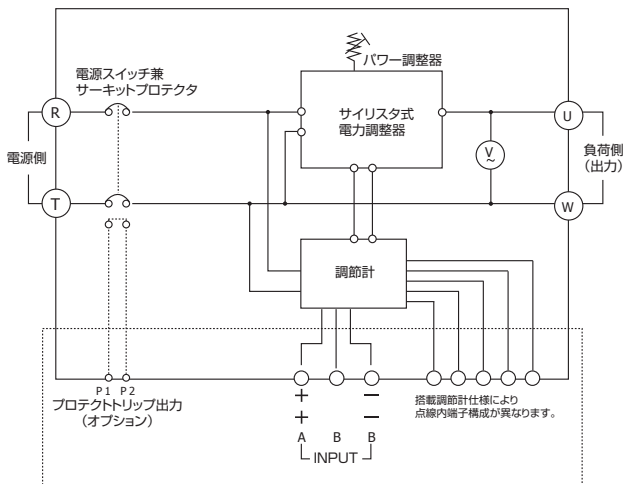 パワー調整器
電源スイッチ兼
サーキットプロテクタ
サイリスタ式
電力調整器
R
U
電源側
V
~
負荷側
(出力)
T
W
調節計
P1 P2
プロテクトトリップ出力
(オプション)
+ −
+ −
A B B
INPUT
搭載調節計仕様により
点線内端子構成が異なります。